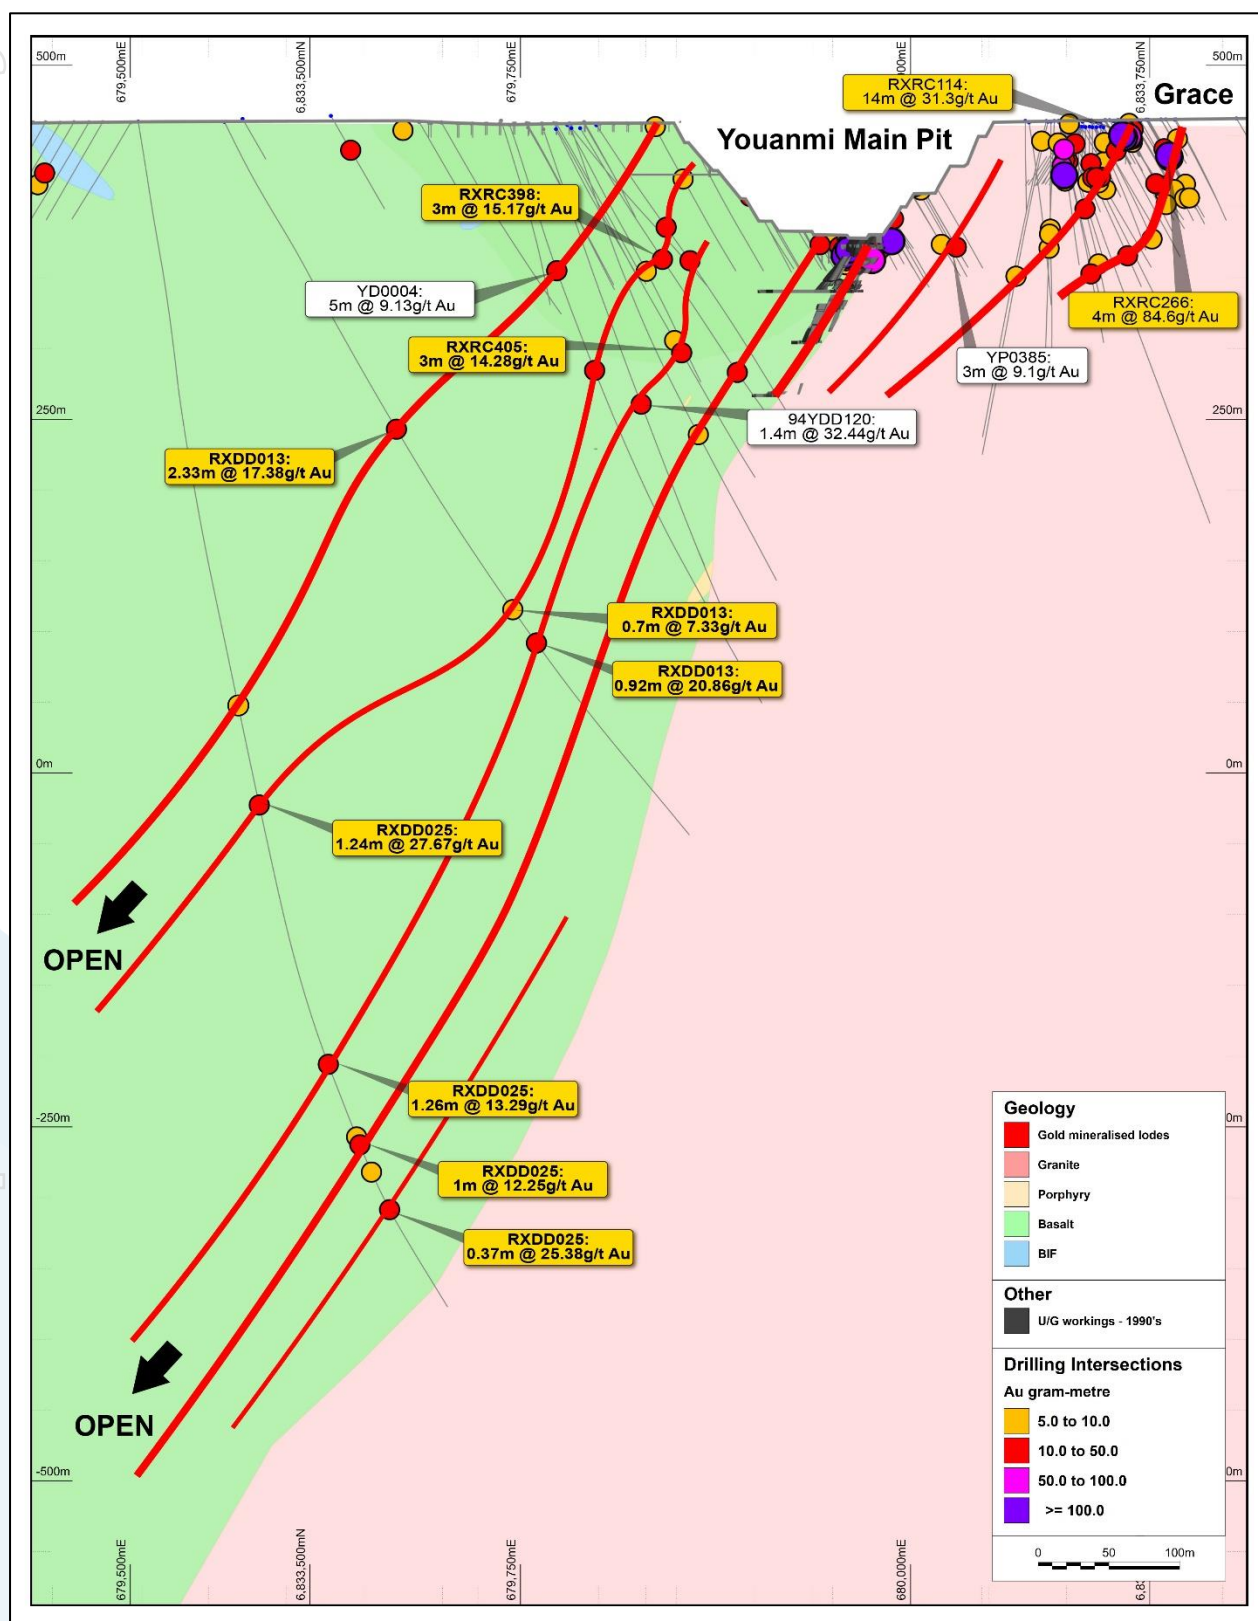 679,500mE
6,833,500mN
679,750mE
6,833,750mN
500m
500m
RXRC114:
14m @ 31.3g/t Au
Grace
Youanmi Main Pit
RXRC398:
3m @ 15.17g/t Au
YD0004:
5m @ 9.13g/t Au
RXRC405:
3m @ 14.28g/t Au
RXRC266:
4m @ 84.6g/t Au
YP0385:
3m @ 9.1g/t Au
250m
250m
94YDD120:
1.4m @ 32.44g/t Au
RXDD013:
2.33m @ 17.38g/t Au
RXDD013:
0.7m @ 7.33g/t Au
RXDD013:
0.92m @ 20.86g/t Au
0m
0m
RXDD025:
1.24m @ 27.67g/t Au
OPEN
RXDD025:
1.26m @ 13.29g/t Au
-250m
RXDD025:
1m @ 12.25g/t Au
RXDD025:
0.37m @ 25.38g/t Au
OPEN
-500m
Geology
Gold mineralised lodes
Granite
Porphyry
Basalt
BIF
Other
U/G workings - 1990's
Drilling Intersections
Au gram-metre
5.0 to 10.0
10.0 to 50.0
50.0 to 100.0
>= 100.0
0 50 100m
679,500mE
6,833,500mN
679,750mE
680,000mE